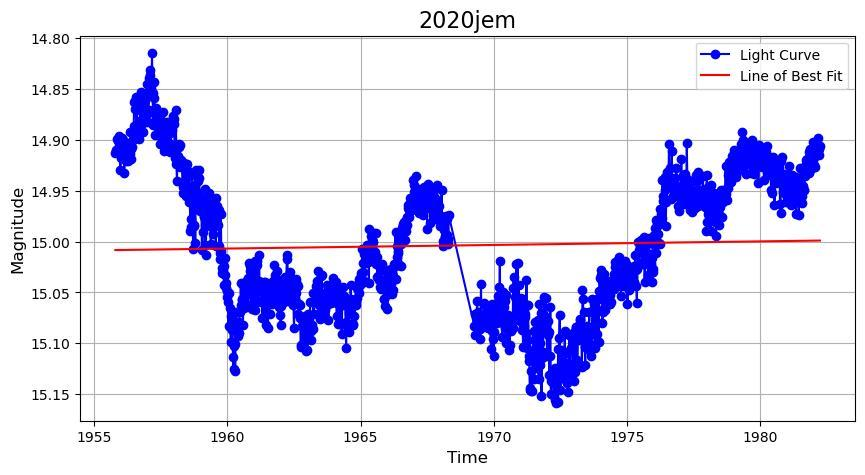 2020jem
14.80
14.85
14.90
14.95
15.00
15.05
15.10
15.15
Magnitude
Light Curve
Line of Best Fit
1955
1960
1965
1970
1975
1980
Time